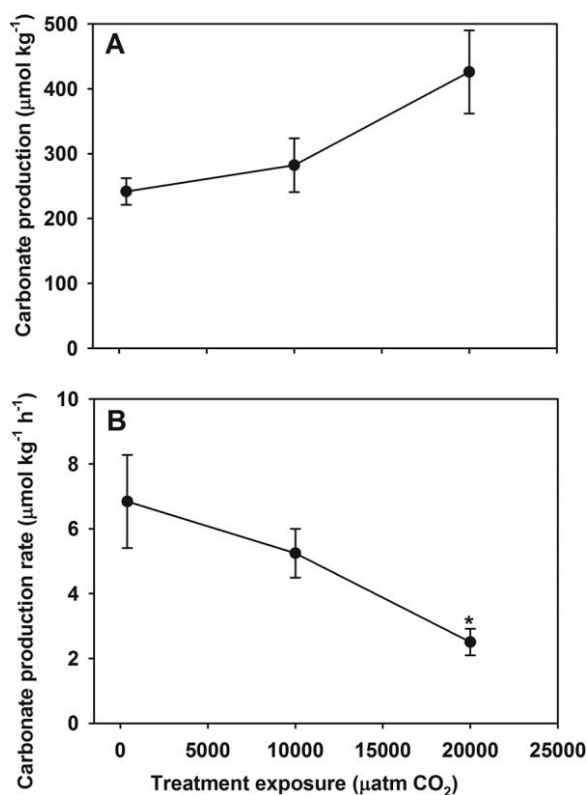 A
Carbonate production (µmol kg⁻¹)
500
400
300
200
100
0
B
Carbonate production rate (µmol kg⁻¹ h⁻¹)
10
8
6
4
2
0
*
0 5000 10000 15000 20000 25000
Treatment exposure (µatm CO₂)